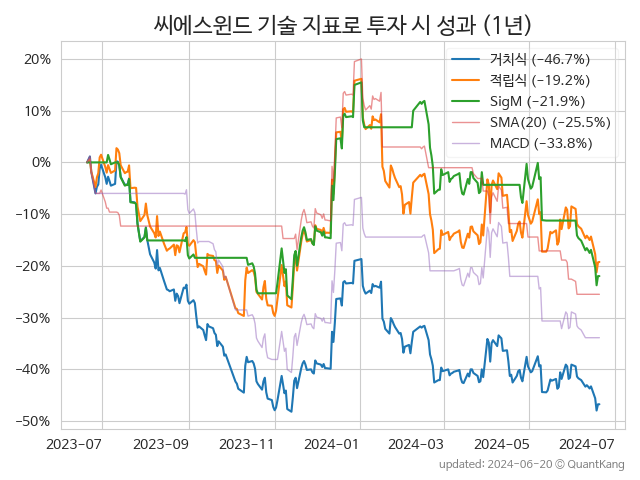 씨에스윈드 기술 지표로 투자 시 성과 (1년)
거치식 (−46.7%)
적립식 (−19.2%)
SigM (−21.9%)
SMA(20) (−25.5%)
MACD (−33.8%)
20%
10%
0%
−10%
−20%
−30%
−40%
−50%
2023-07 2023-09 2023-11 2024-01 2024-03 2024-05 2024-07
updated: 2024-06-20 © QuantKang